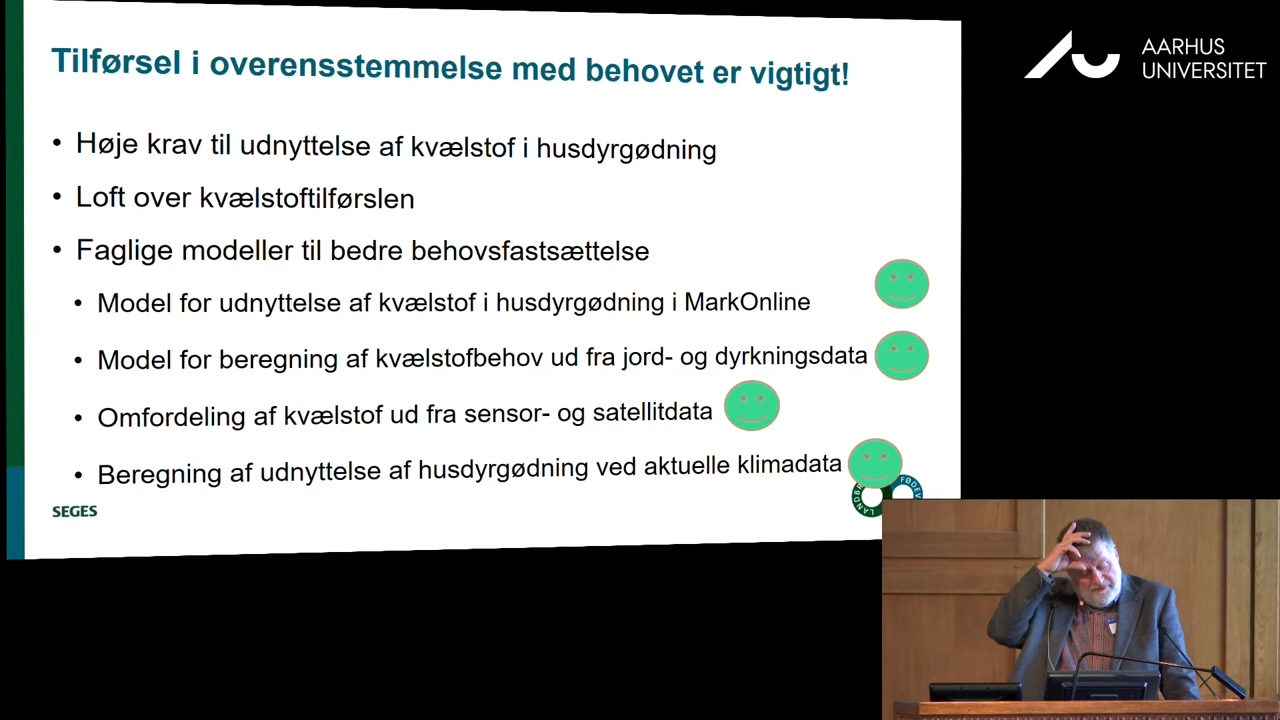 Tilførsel i overensstemmelse med behovet er vigtigt!
AARHUS
UNIVERSITET
• Høje krav til udnyttelse af kvælstof i husdyrgødning
• Loft over kvælstoftilførslen
• Faglige modeller til bedre behovsfastsættelse
• Model for udnyttelse af kvælstof i husdyrgødning i MarkOnline
• Model for beregning af kvælstofbehov ud fra jord- og dyrkningsdata
• Omfordeling af kvælstof ud fra sensor- og satellitdata
• Beregning af udnyttelse af husdyrgødning ved aktuelle klimadata
SEGES